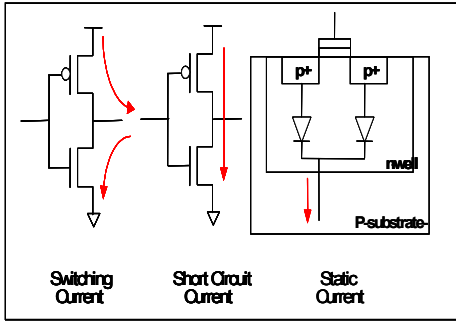 p+ p+
nwell
P-substrate-
Switching Current
Short Circuit Current
Static Current